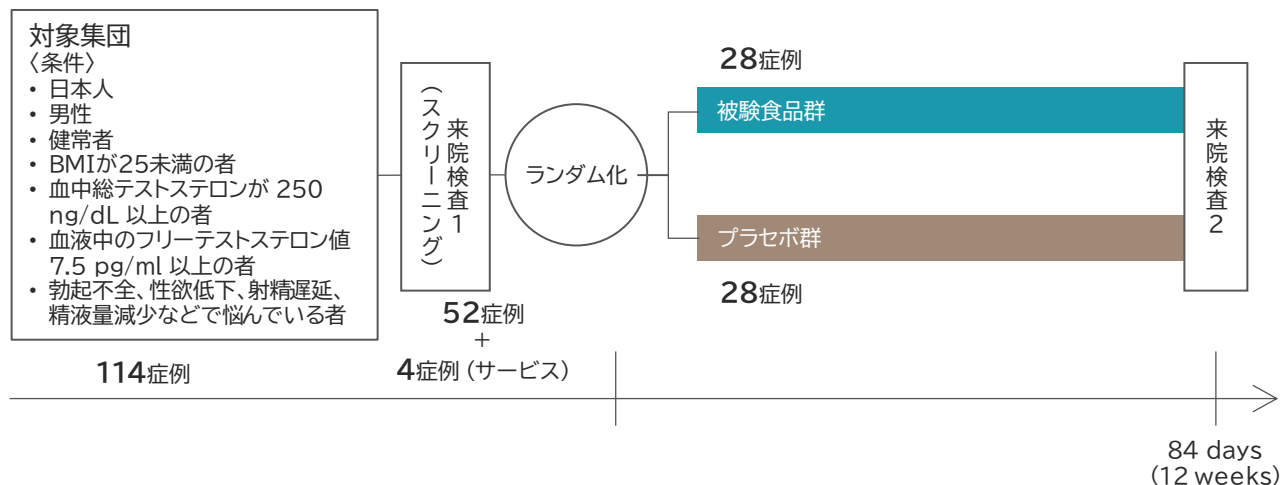 対象集団
〈条件〉
• 日本人
• 男性
• 健常者
• BMIが25未満の者
• 血中総テストステロンが 250
ng/dL 以上の者
• 血液中のフリーテストステロン値
7.5 pg/ml 以上の者
• 勃起不全、性欲低下、射精遅延、
精液量減少などで悩んでいる者
114症例
来院検査1
(スクリーニング)
52症例
+
4症例 (サービス)
ランダム化
28症例
被験食品群
プラセボ群
28症例
来院検査2
84 days
(12 weeks)